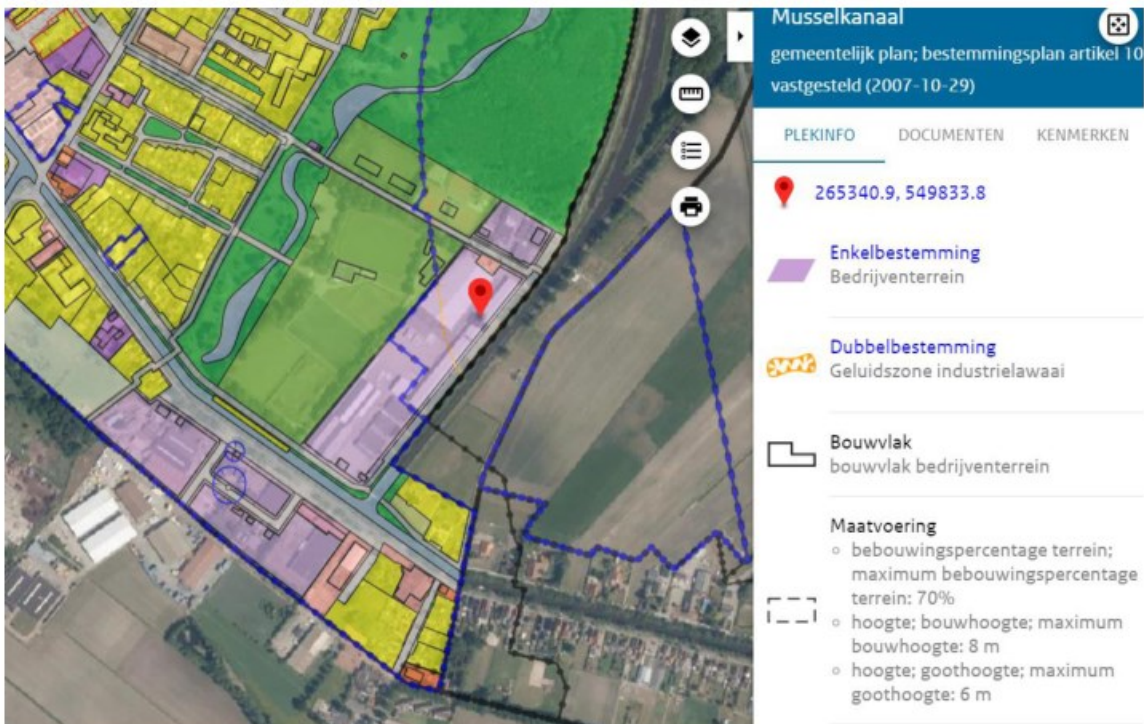 Musselkanaal
gemeentelijk plan; bestemmingsplan artikel 10
vastgesteld (2007-10-29)
PLEKINFO DOCUMENTEN KENMERKEN
265340.9, 549833.8
Enkelbestemming
Bedrijventerrein
Dubbelbestemming
Geluidszone industrielawaai
Bouwvlak
bouwvlak bedrijventerrein
Maatvoering
bebouwingspercentage terrein;
maximum bebouwingspercentage
terrein: 70%
hoogte; bouwhoogte; maximum
bouwhoogte: 8 m
hoogte; goothoogte; maximum
goothoogte: 6 m